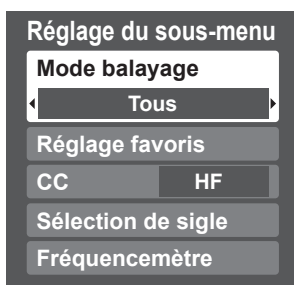 Réglage du sous-menu
Mode balayage
Tous
Réglage favoris
CC HF
Sélection de sigle
Fréquencemètre